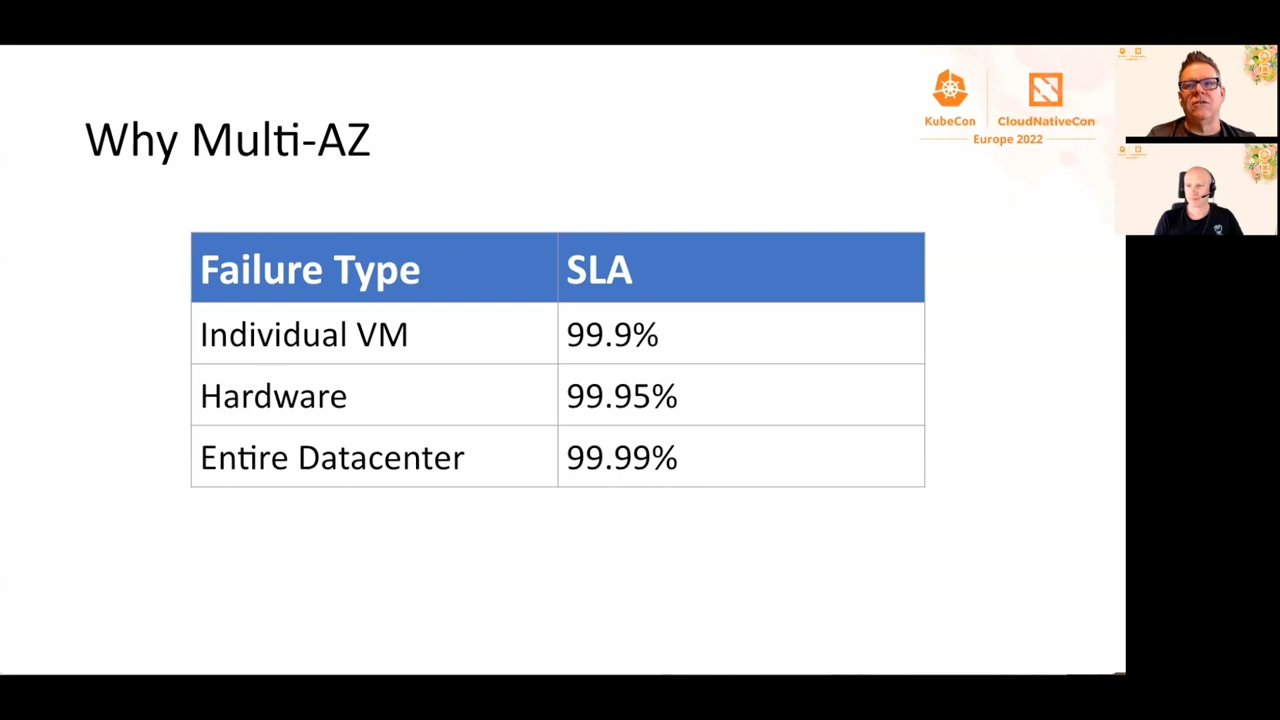 Why Multi-AZ
KubeCon
CloudNativeCon
Europe 2022
Failure Type SLA
Individual VM 99.9%
Hardware 99.95%
Entire Datacenter 99.99%